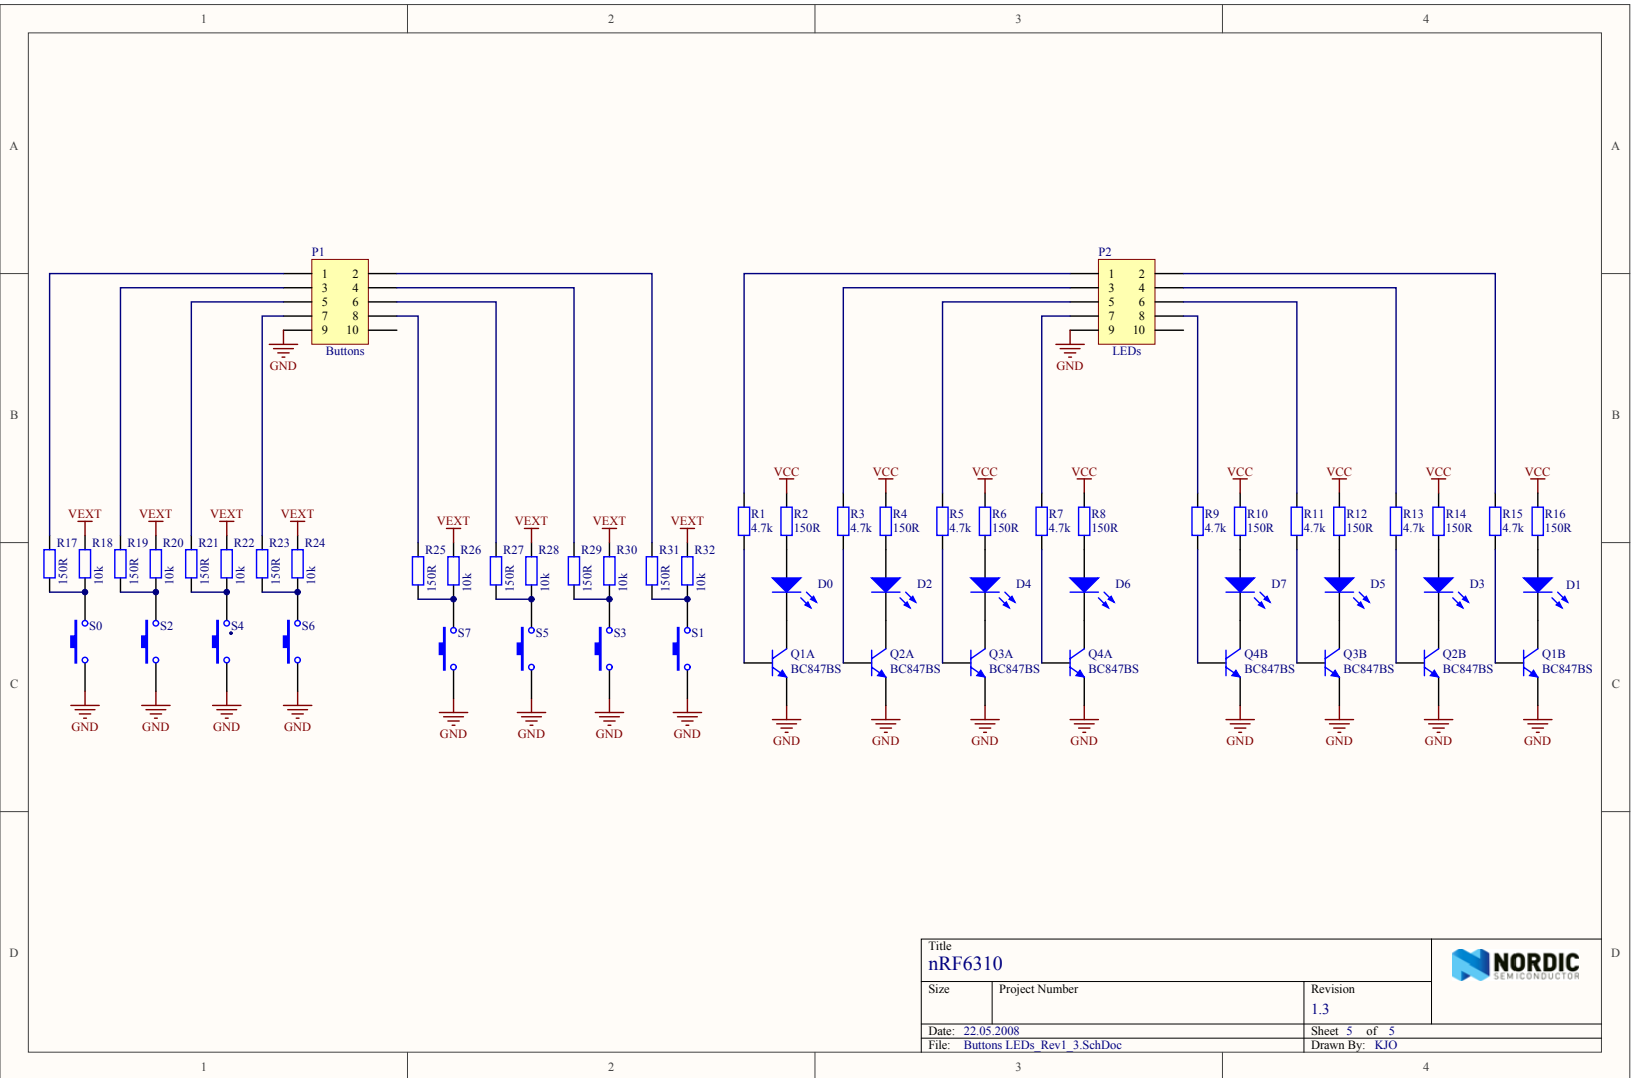 1 2 3 4
A A
P1 P2
1 2 1 2
3 4 3 4
5 6 5 6
7 8 7 8
9 10 9 10
Buttons LEDs
GND GND
B B
VCC VCC VCC VCC VCC VCC VCC VCC
VEXT VEXT VEXT VEXT VEXT VEXT VEXT VEXT
R1 R2 R3 R4 R5 R6 R7 R8 R9 R10 R11 R12 R13 R14 R15 R16
4.7k 150R 4.7k 150R 4.7k 150R 4.7k 150R 4.7k 150R 4.7k 150R 4.7k 150R 4.7k 150R
R17 R18 R19 R20 R21 R22 R23 R24 R25 R26 R27 R28 R29 R30 R31 R32
150R 10k 150R 10k 150R 10k 150R 10k 150R 10k 150R 10k 150R 10k 150R 10k
D0 D2 D4 D6 D7 D5 D3 D1
S0 S2 S4 S6 S7 S5 S3 S1
Q1A Q2A Q3A Q4A Q4B Q3B Q2B Q1B
BC847BS BC847BS BC847BS BC847BS BC847BS BC847BS BC847BS BC847BS
C C
GND GND GND GND GND GND GND GND
GND GND GND GND GND GND GND GND
D D
Title
nRF6310
NORDIC
SEMICONDUCTOR
Size Project Number Revision
1.3
Date: 22.05.2008 Sheet 5 of 5
File: Buttons LEDs_Rev1_3.SchDoc Drawn By: KJO
1 2 3 4